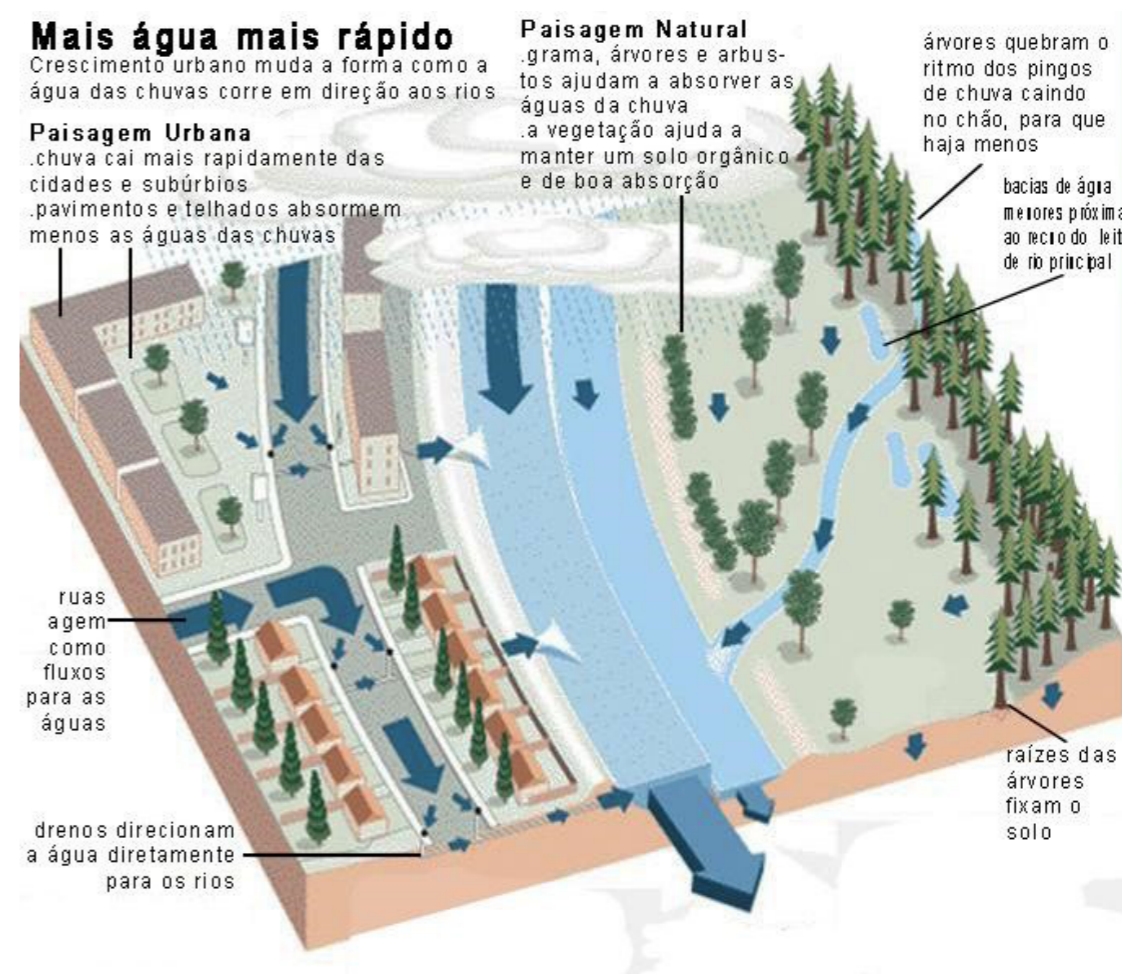 Mais água mais rápido
Crescimento urbano muda a forma como a
água das chuvas corre em direção aos rios
Paisagem Urbana
.chuva cai mais rapidamente das
cidades e subúrbios
.pavimentos e telhados absormem
menos as águas das chuvas
Paisagem Natural
.grama, árvores e arbus-
tos ajudam a absorver as
águas da chuva
.a vegetação ajuda a
manter um solo orgânico
e de boa absorção
árvores quebram o
ritmo dos pingos
de chuva caindo
no chão, para que
haja menos
bacias de água
menores próxima
ao do leit
de rio principal
ruas
agem
como
fluxos
para as
águas
drenos direcionam
a água diretamente
para os rios
raízes das
árvores
fixam o
solo